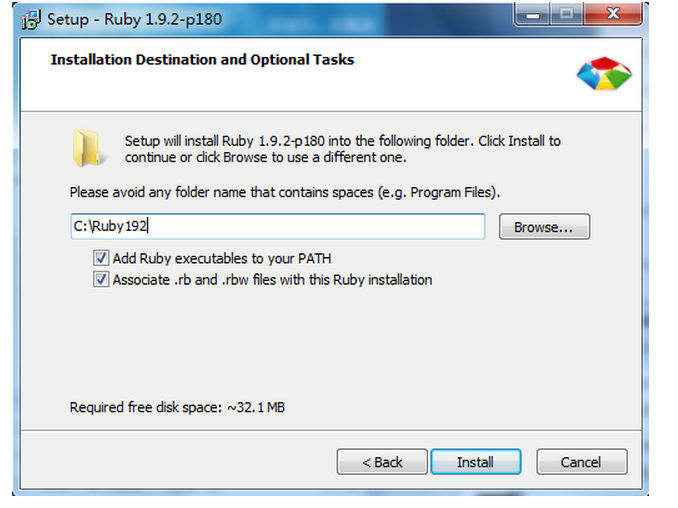 Setup - Ruby 1.9.2-p180
Installation Destination and Optional Tasks
Setup will install Ruby 1.9.2-p180 into the following folder. Click Install to
continue or click Browse to use a different one.
Please avoid any folder name that contains spaces (e.g. Program Files).
C:\Ruby192
Browse...
Add Ruby executables to your PATH
Associate .rb and .rbw files with this Ruby installation
Required free disk space: ~32.1 MB
< Back
Install
Cancel